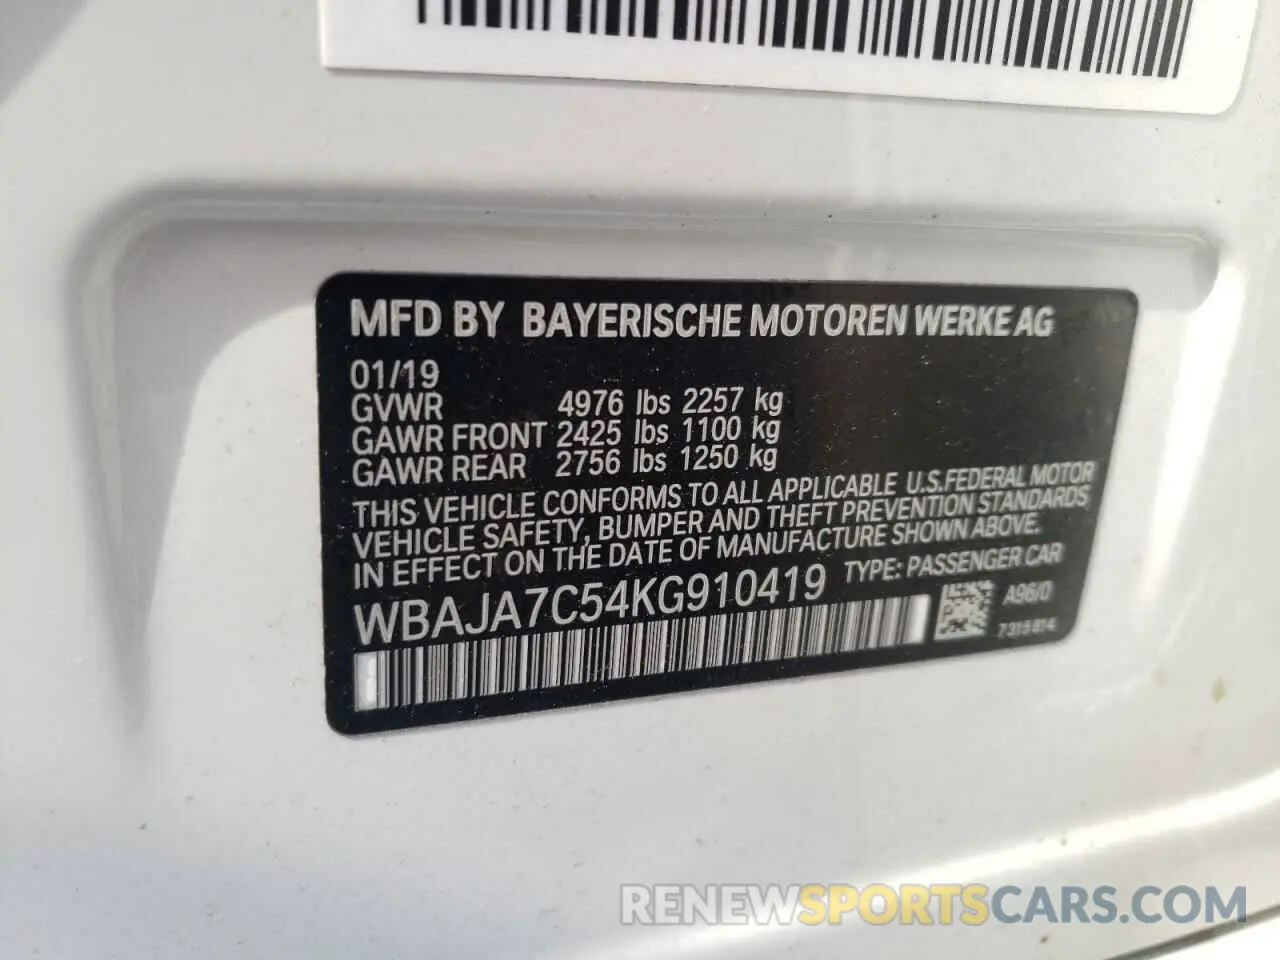 MFD BY BAYERISCHE MOTOREN WERKE AG
01/19
GVWR 4976 lbs 2257 kg
GAWR FRONT 2425 lbs 1100 kg
GAWR REAR 2756 lbs 1250 kg
THIS VEHICLE CONFORMS TO ALL APPLICABLE U.S.FEDERAL MOTOR
VEHICLE SAFETY, BUMPER AND THEFT PREVENTION STANDARDS
IN EFFECT ON THE DATE OF MANUFACTURE SHOWN ABOVE.
WBAJA7C54KG910419 TYPE: PASSENGER CAR
A96/0
7315814
RENEWSPORTSCARS.COM